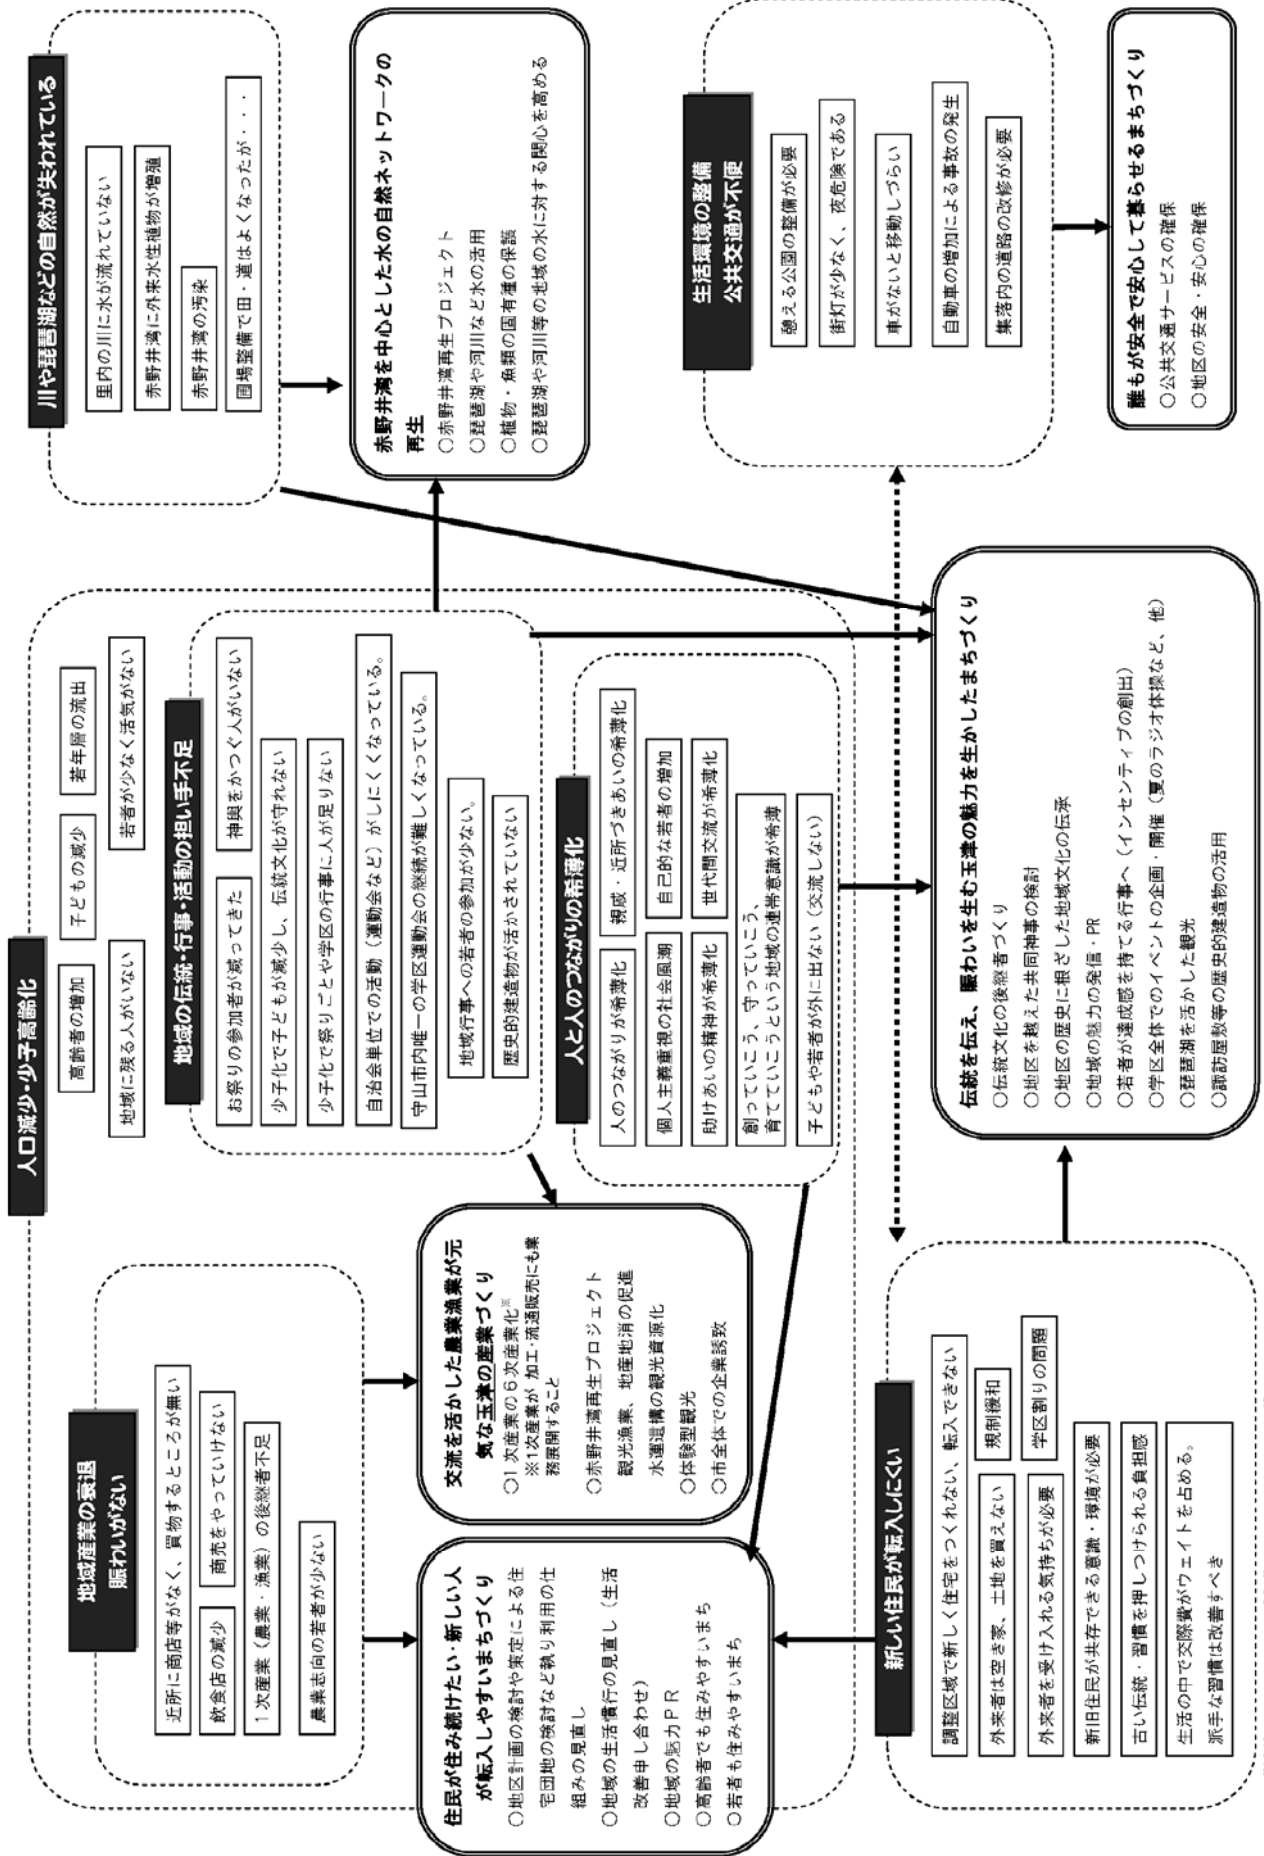 人口減少・少子高齢化
高齢者の増加
子どもの減少
若年層の流出
地域に残る人がいない
若者が少なく活気がない
地域産業の衰退
賑わいがない
近所に商店等がなく、買物するところが無い
飲食店の減少
商売をやっていけない
1次産業（農業・漁業）の後継者不足
農業志向の若者が少ない
地域の伝統・行事・活動の担い手不足
お祭りの参加者が減ってきた
神輿をかつぐ人がいない
少子化で子どもが減少し、伝統文化が守れない
少子化で祭りごとや学区の行事に人が足りない
自治会単位での活動（運動会など）がしにくくなっている。
守山市内唯一の学区運動会の継続が難しくなっている。
地域行事への若者の参加が少ない。
歴史的建造物が活かされていない
川や琵琶湖などの自然が失われている
里内の川に水が流れていない
赤野井湾に外来水性植物が増殖
赤野井湾の汚染
圃場整備で田・道はよくなったが・・・
赤野井湾を中心とした水の自然ネットワークの
再生
○赤野井湾再生プロジェクト
○琵琶湖や河川など水の活用
○植物・魚類の固有種の保護
○琵琶湖や河川等の地域の水に対する関心を高める
住民が住み続けたい・新しい人
が転入しやすいまちづくり
○地区計画の検討や策定による住
宅団地の検討など執り利用の仕
組みの見直し
○地域の生活慣行の見直し（生活
改善申し合わせ）
○地域の魅力PR
○高齢者でも住みやすいまち
○若者も住みやすいまち
交流を活かした農業漁業が元
気な玉津の産業づくり
○1次産業の6次産業化※
※1次産業が 加工・流通販売にも業
務展開すること
○赤野井湾再生プロジェクト
観光漁業、地産地消の促進
水運遺構の観光資源化
○体験型観光
○市全体での企業誘致
人と人のつながりの希薄化
人のつながりが希薄化
親戚・近所づきあいの希薄化
個人主義重視の社会風潮
自己的な若者の増加
助けあいの精神が希薄化
世代間交流が希薄化
創っていこう、守っていこう、
育てていこうという地域の連帯意識が希薄
子どもや若者が外に出ない（交流しない）
生活環境の整備
公共交通が不便
憩える公園の整備が必要
街灯が少なく、夜危険である
車がないと移動しづらい
自動車の増加による事故の発生
集落内の道路の改修が必要
新しい住民が転入しにくい
調整区域で新しく住宅をつくれない、転入できない
外来者は空き家、土地を買えない
規制緩和
外来者を受け入れる気持ちが必要
学区割りの問題
新旧住民が共存できる意識・環境が必要
古い伝統・習慣を押しつけられる負担感
生活の中で交際費がウェイトを占める。
派手な習慣は改善すべき
伝統を伝え、賑わいを生む玉津の魅力を生かしたまちづくり
○伝統文化の後継者づくり
○地区を越えた共同神事の検討
○地区の歴史に根ざした地域文化の伝承
○地域の魅力の発信・PR
○若者が達成感を持てる行事へ（インセンティブの創出）
○学区全体でのイベントの企画・開催（夏のラジオ体操など、他）
○琵琶湖を活かした観光
○諏訪屋敷等の歴史的建造物の活用
誰もが安全で安心して暮らせるまちづくり
○公共交通サービスの確保
○地区の安全・安心の確保